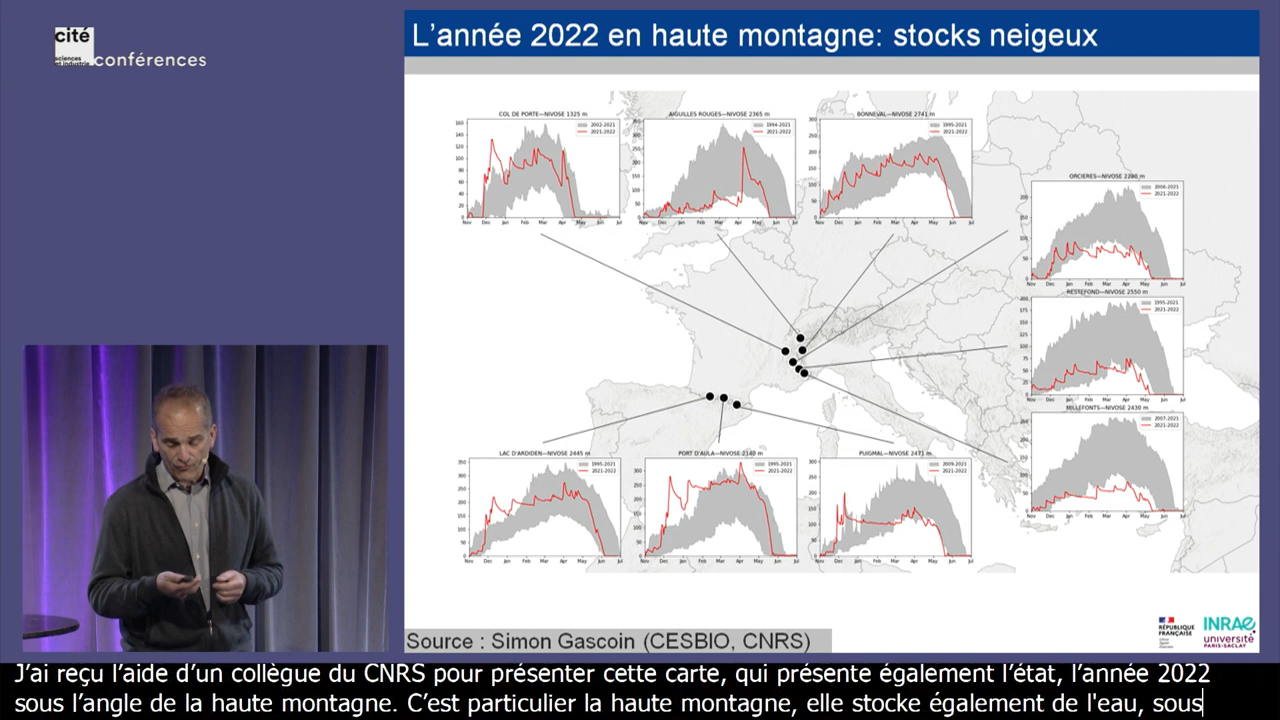 cité
sciences
et industrie
conférences
L'année 2022 en haute montagne: stocks neigeux
COL DE PORTE—NIVOSE 1325 m
2002-2021
2021-2022
AIGUILLES ROUGES—NIVOSE 2365 m
1994-2021
2021-2022
BONNEVAL—NIVOSE 2741 m
1995-2021
2021-2022
ORCIERES—NIVOSE 2280 m
2021-2022
RESTEFOND—NIVOSE 2550 m
1995-2021
2021-2022
MILLEFONTS—NIVOSE 2430 m
2007-2021
2021-2022
LAC D'ARDIDEN—NIVOSE 2445 m
1995-2021
2021-2022
PORT D'AULA—NIVOSE 2140 m
1995-2021
2021-2022
PUIGMAL—NIVOSE 2471 m
2009-2021
2021-2022
Nov Dec Jan Feb Mar Apr May Jun Jul
Source : Simon Gascoin (CESBIO, CNRS)
RÉPUBLIQUE
FRANÇAISE
INRAE
université
PARIS-SACLAY
J'ai reçu l'aide d'un collègue du CNRS pour présenter cette carte, qui présente également l'état, l'année 2022
sous l'angle de la haute montagne. C'est particulier la haute montagne, elle stocke également de l'eau, sous